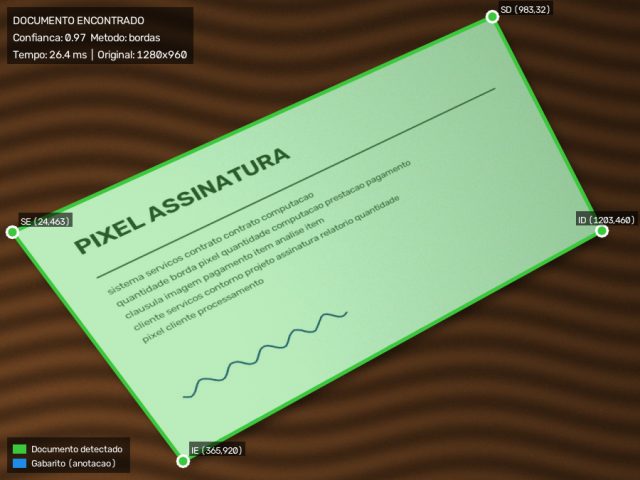 DOCUMENTO ENCONTRADO
Confianca: 0.97 Metodo: bordas
Tempo: 26.4 ms | Original: 1280x960
SD (983,32)
SE (24,463)
ID (1203,460)
IE (365,920)
PIXEL ASSINATURA
sistema servicos contrato contrato computacao
quantidade borda pixel quantidade computacao prestacao pagamento
clausula imagem pagamento item analise item
cliente servicos contorno projeto assinatura relatorio quantidade
pixel cliente processamento
Documento detectado
Gabarito (anotacao)